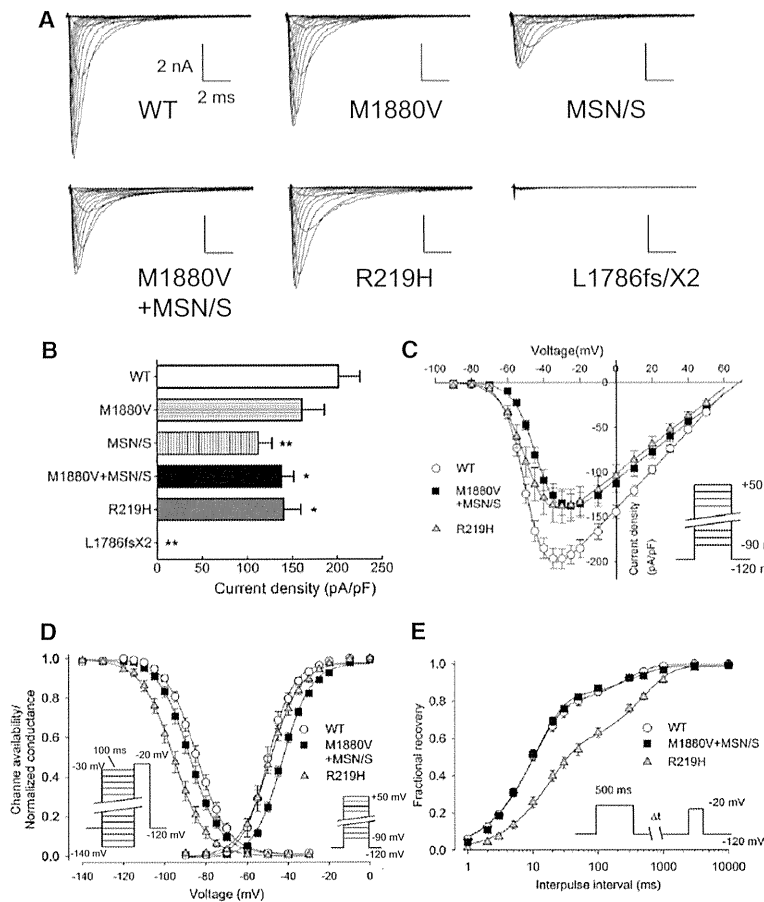 A
2 nA
2 ms
WT
M1880V
MSN/S
M1880V
+MSN/S
R219H
L1786fs/X2
B
WT
M1880V
MSN/S
**
M1880V+MSN/S
*
R219H
*
L1786fsX2
**
0 50 100 150 200 250
Current density (pA/pF)
C
Voltage(mV)
-100 -80 -60 -40 -20 0 20 40 60
0
-50
-100
-150
-200
WT
M1880V
+MSN/S
R219H
Current density
(pA/pF)
+50
-90
-120
D
1.0
0.8
0.6
0.4
0.2
0.0
Channe availability/
Normalized conductance
100 ms
-20 mV
-30 mV
-120 mV
-140 mV
WT
M1880V
+MSN/S
R219H
+50 mV
-90 mV
-120 mV
-140 -120 -100 -80 -60 -40 -20 0
Voltage (mV)
E
1.0
0.8
0.6
0.4
0.2
0.0
Fractional recovery
WT
M1880V+MSN/S
R219H
500 ms
Δt
-20 mV
-120 mV
1 10 100 1000 10000
Interpulse interval (ms)